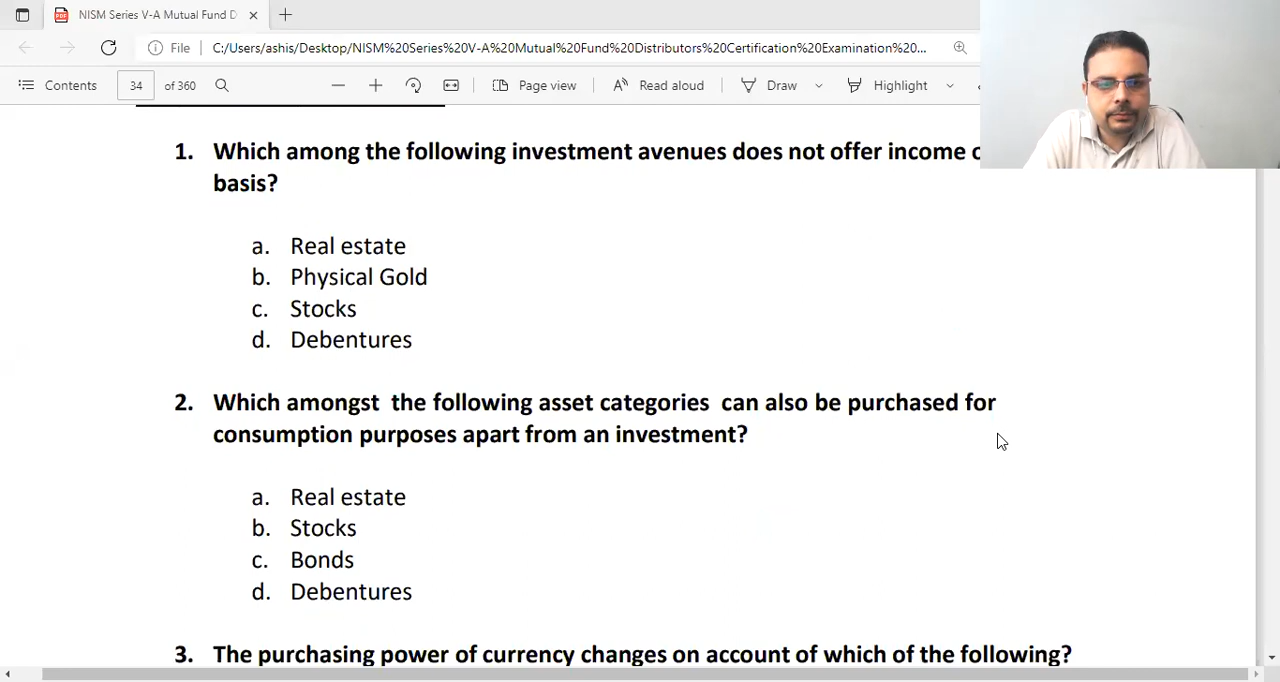 NISM Series V-A Mutual Fund D
File
C:/Users/ashis/Desktop/NISM%20Series%20V-A%20Mutual%20Fund%20Distributors%20Certification%20Examination%20...
Contents
34 of 360
Page view
Read aloud
Draw
Highlight
1. Which among the following investment avenues does not offer income
basis?
a. Real estate
b. Physical Gold
c. Stocks
d. Debentures
2. Which amongst the following asset categories can also be purchased for
consumption purposes apart from an investment?
a. Real estate
b. Stocks
c. Bonds
d. Debentures
3. The purchasing power of currency changes on account of which of the following?